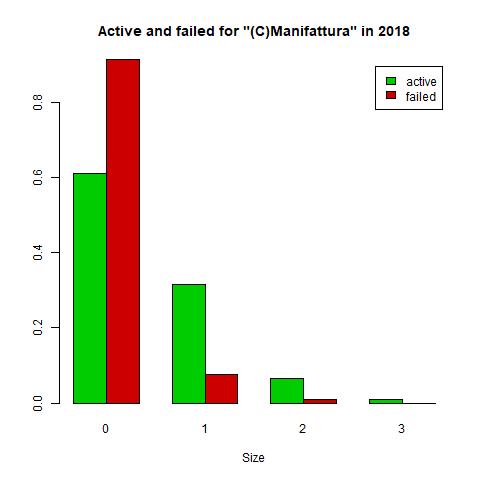 Active and failed for "(C)Manifattura" in 2018
active
failed
0.8
0.6
0.4
0.2
0.0
0 1 2 3
Size